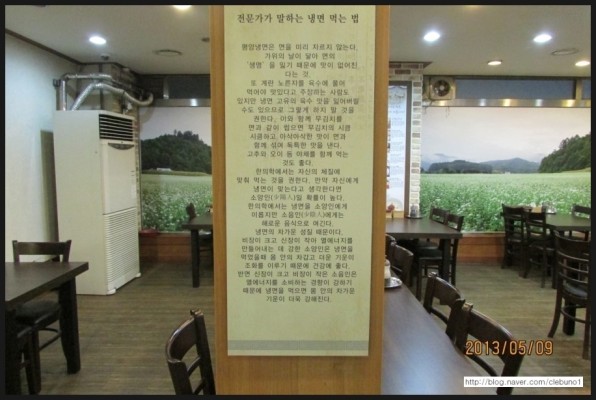 전문가가 말하는 냉면 먹는 법
평양냉면은 면을 미리 자르지 않는다.
가위의 날이 닿아 면의
'생명'을 잃기 때문에 맛이 없어진
다는 것.
또 계란 노른자를 육수에 풀어
먹어야 맛있다고 주장하는 사람도
있지만 냉면 고유의 육수 맛을 잃어버릴
수도 있으므로 그렇게 하지 말 것을
권한다. 이와 함께 무김치를
면과 같이 씹으면 무김치의 시큼
시큼하고, 아삭아삭한 맛이 면과
함께 섞여 독특한 맛을 낸다.
고추와 오이 등 야채를 함께 먹는
것도 좋다.
한의학에서는 자신의 체질에
맞춰 먹는 것을 권한다. 만약 자신에게
냉면이 맞는다고 생각한다면
소양인(少陽人)일 확률이 높다.
한의학에서는 냉면을 소양인에게
이롭지만 소음인(少陰人)에게는
해로운 음식으로 여긴다.
냉면의 차가운 성질 때문이다.
비장이 크고 신장이 작아 열에너지를
만들어내는 데 강한 소양인은 냉면을
먹었을때 몸 안의 차갑고 더운 기운이
조화를 이루기 때문에 건강에 좋다.
반면 신장이 크고 비장이 작은 소음인은
열에너지를 소비하는 경향이 강하기
때문에 냉면을 먹으면 몸 안의 차가운
기운이 더욱 강해진다.
2013/05/09
http://blog.naver.com/clebuno1